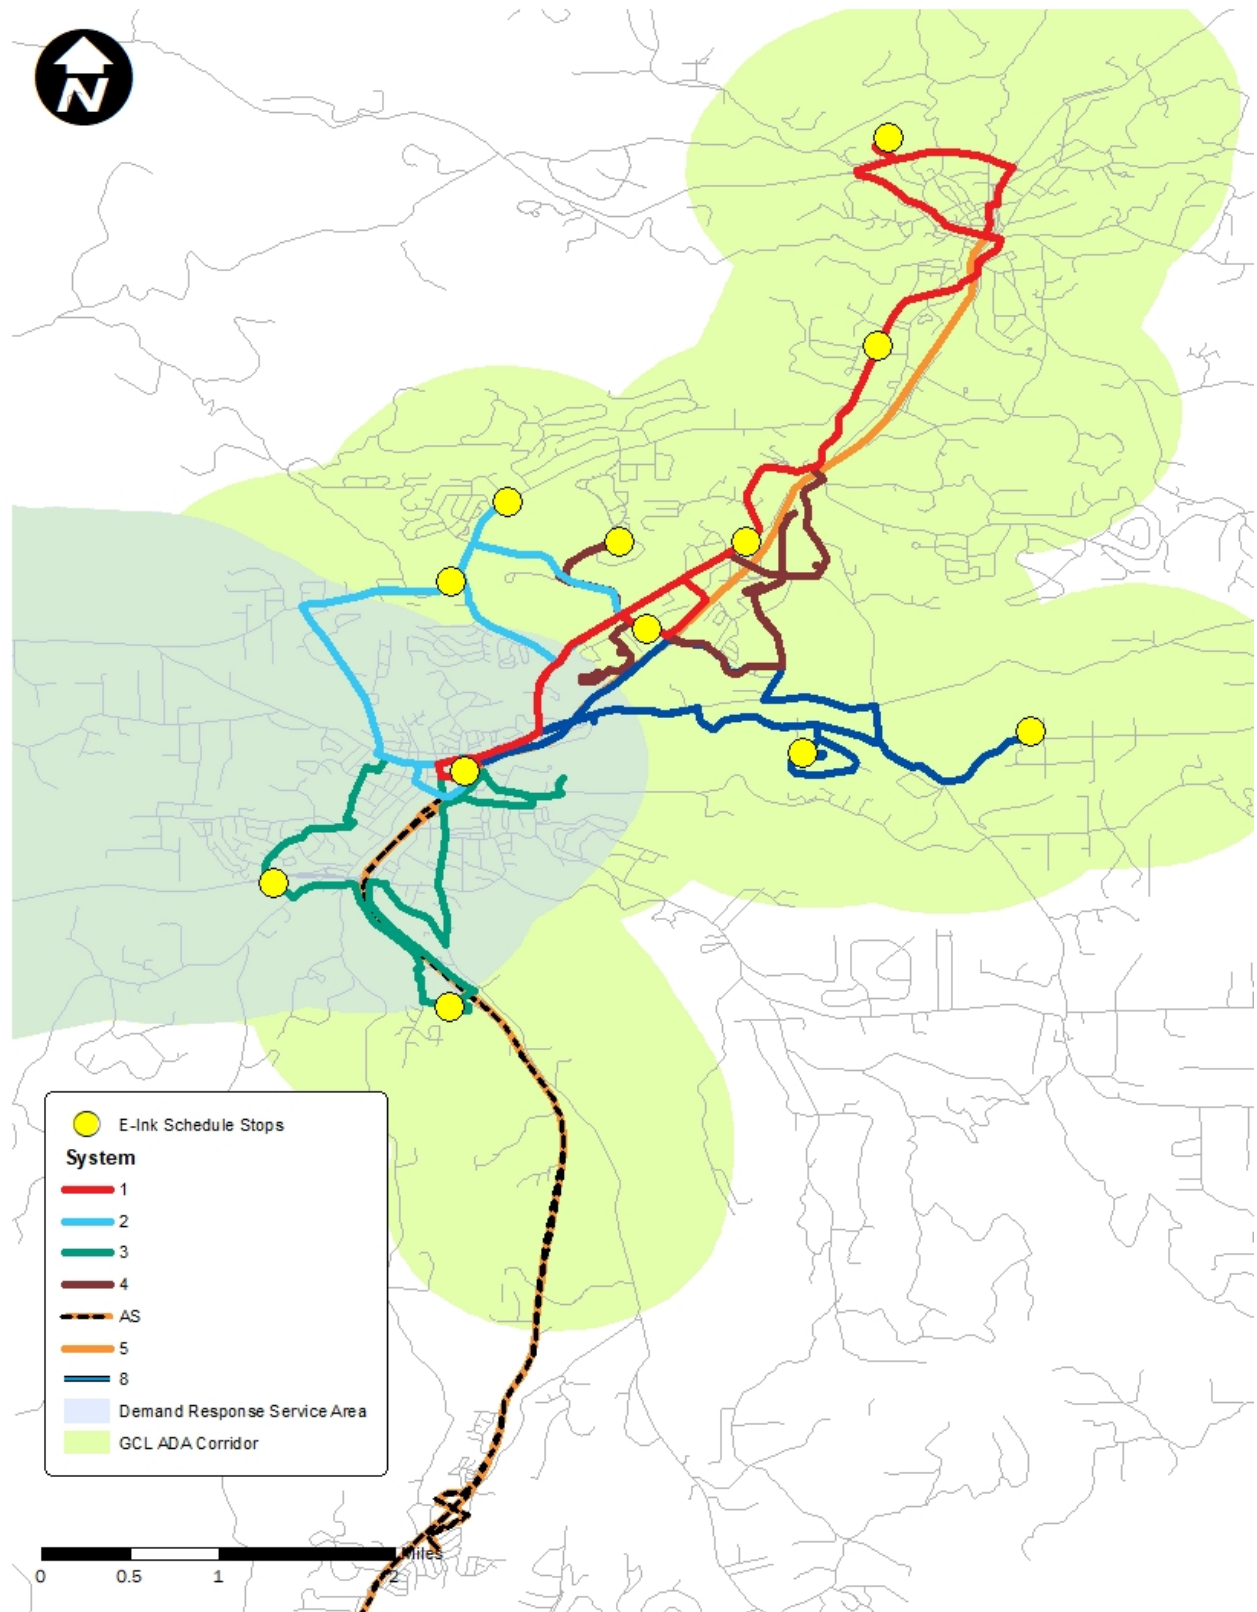 N
E-Ink Schedule Stops
System
1
2
3
4
AS
5
8
Demand Response Service Area
GCL ADA Corridor
Miles
0 0.5 1 2